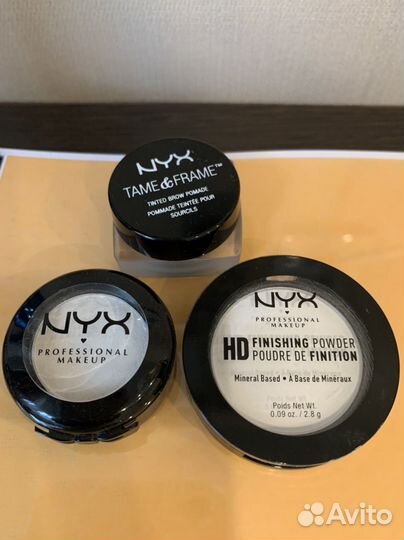 NYX
TAME & FRAME™
TINTED BROW POMADE
POMMADE TEINTÉE POUR
SOURCILS
NYX
PROFESSIONAL
MAKEUP
NYX
PROFESSIONAL MAKEUP
HD FINISHING POWDER
POUDRE DE FINITION
Mineral Based • À Base de Minéraux
Poids Net Wt.
0.09 oz. / 2.8 g
Avito